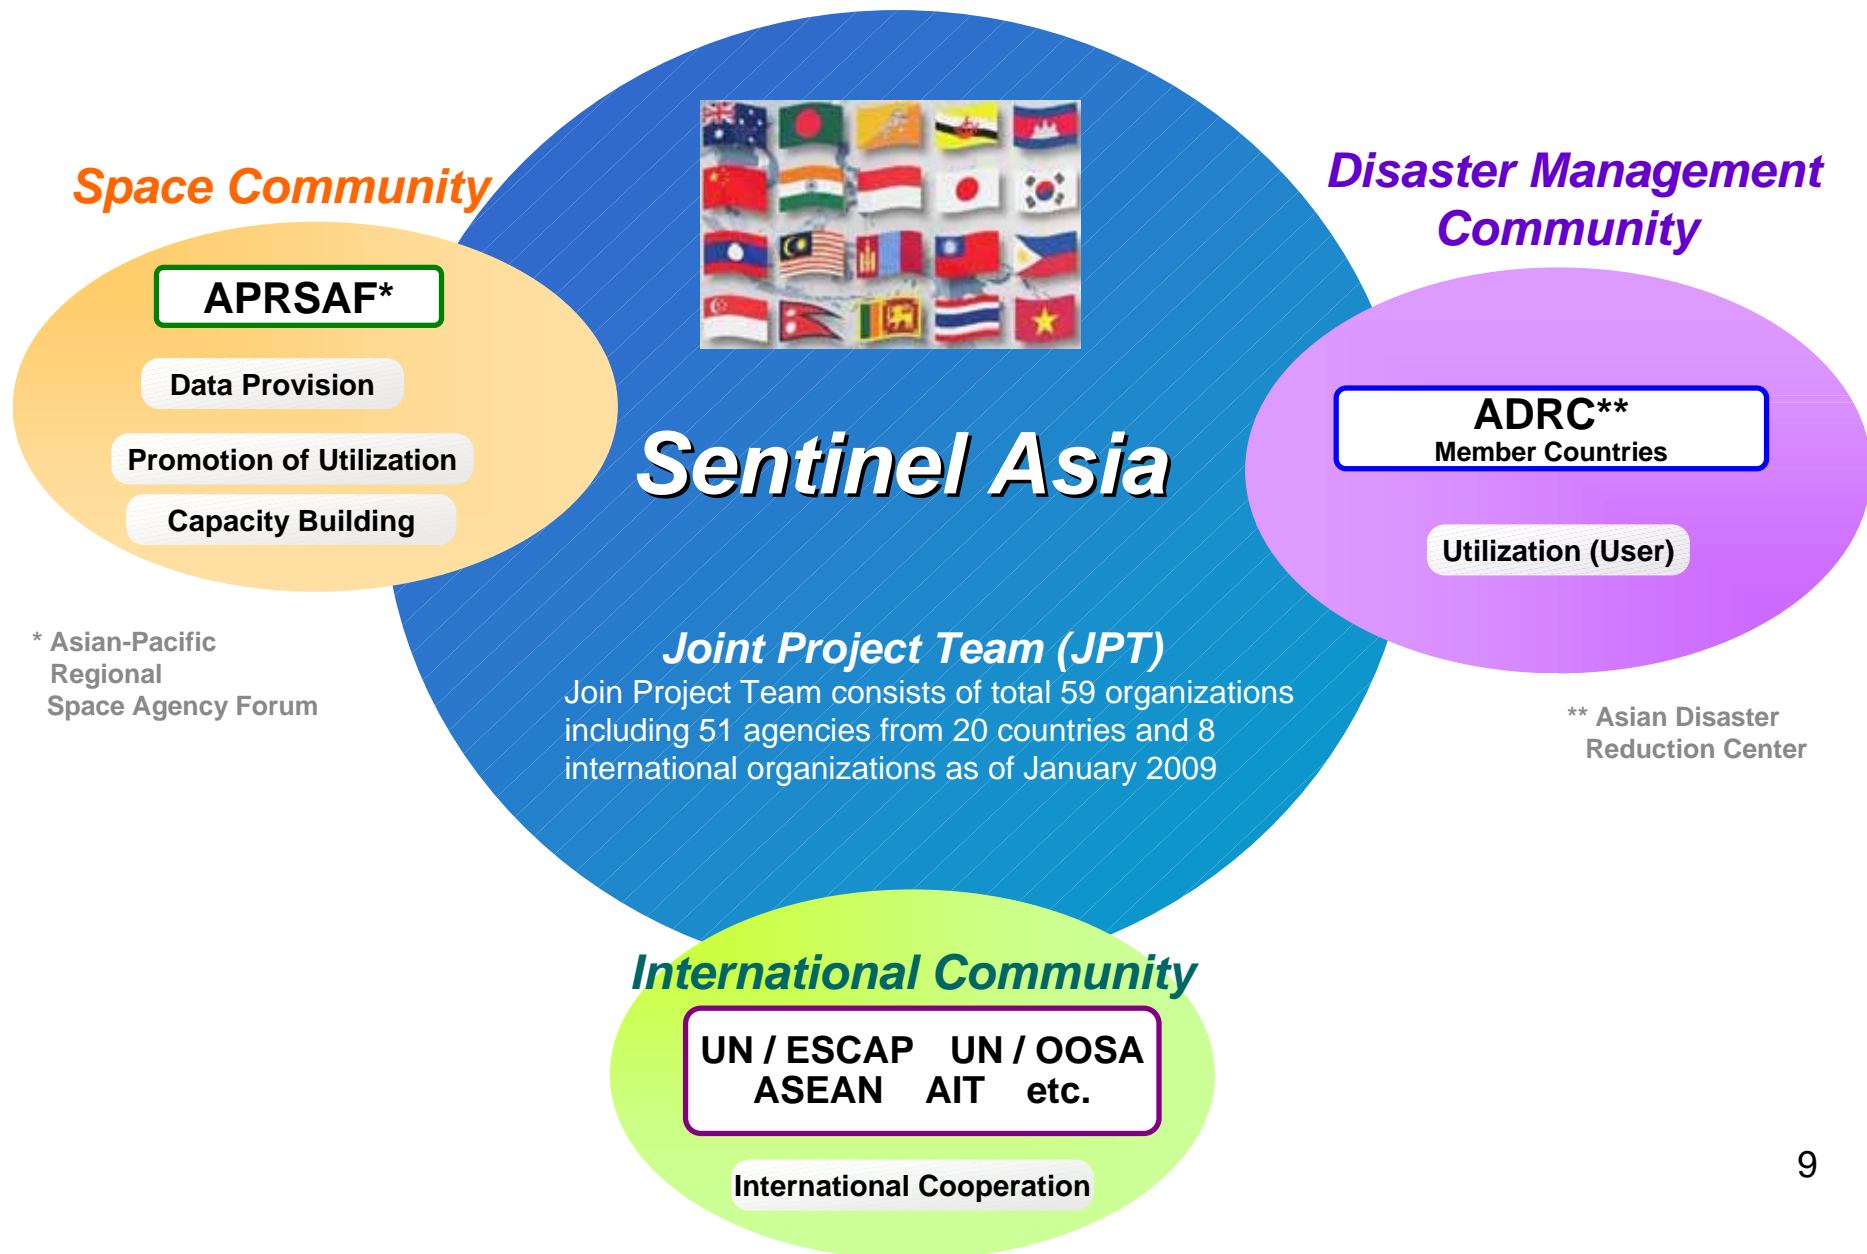 Space Community
APRSAF*
Data Provision
Promotion of Utilization
Capacity Building
* Asian-Pacific
Regional
Space Agency Forum
Sentinel Asia
Joint Project Team (JPT)
Join Project Team consists of total 59 organizations
including 51 agencies from 20 countries and 8
international organizations as of January 2009
Disaster Management
Community
ADRC**
Member Countries
Utilization (User)
** Asian Disaster
Reduction Center
International Community
UN / ESCAP UN / OOSA
ASEAN AIT etc.
International Cooperation
9